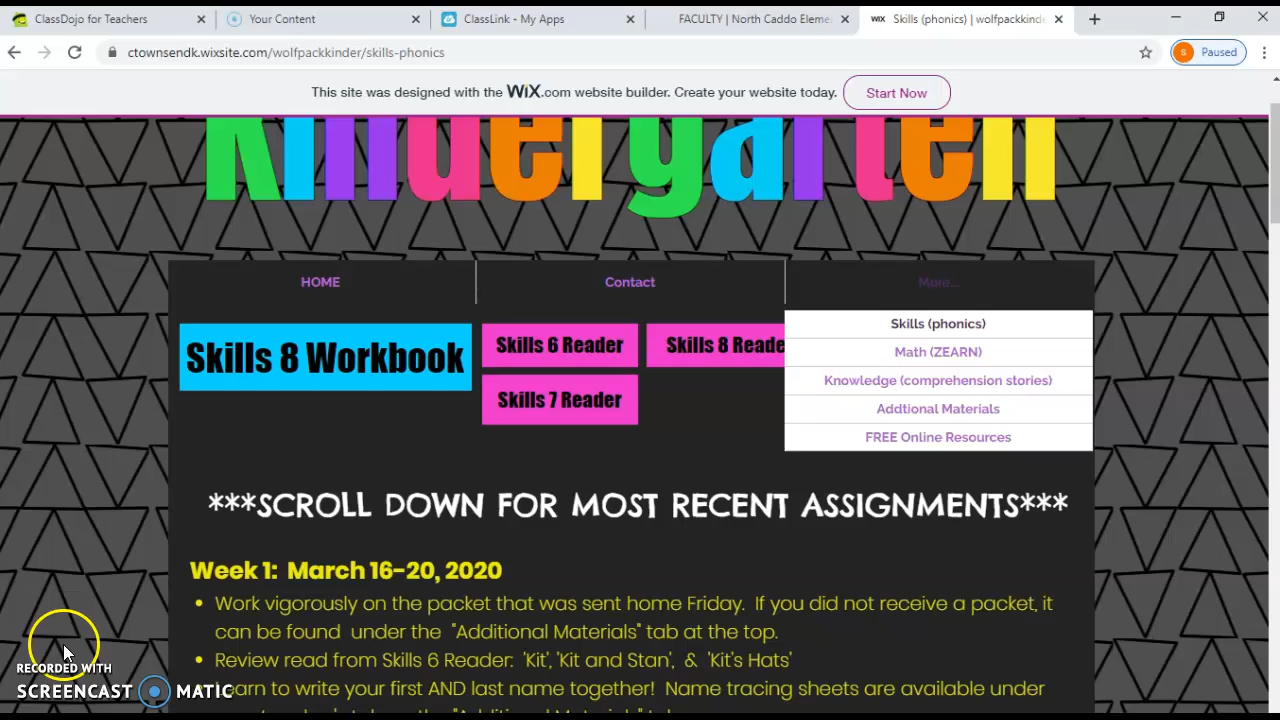 ClassDojo for Teachers
Your Content
ClassLink - My Apps
FACULTY | North Caddo Eleme
WiX Skills (phonics) | wolfpackkinde
S Paused
ctownsendk.wixsite.com/wolfpackkinder/skills-phonics
This site was designed with the WiX.com website builder. Create your website today. Start Now
Kindergarten
HOME Contact More...
Skills (phonics)
Math (ZEARN)
Knowledge (comprehension stories)
Addtional Materials
FREE Online Resources
Skills 8 Workbook
Skills 6 Reader
Skills 8 Reade
Skills 7 Reader
***SCROLL DOWN FOR MOST RECENT ASSIGNMENTS***
Week 1: March 16-20, 2020
Work vigorously on the packet that was sent home Friday. If you did not receive a packet, it
can be found under the "Additional Materials" tab at the top.
Review read from Skills 6 Reader: 'Kit', 'Kit and Stan', & 'Kit's Hats'
Learn to write your first AND last name together! Name tracing sheets are available under
RECORDED WITH
SCREENCAST MATIC